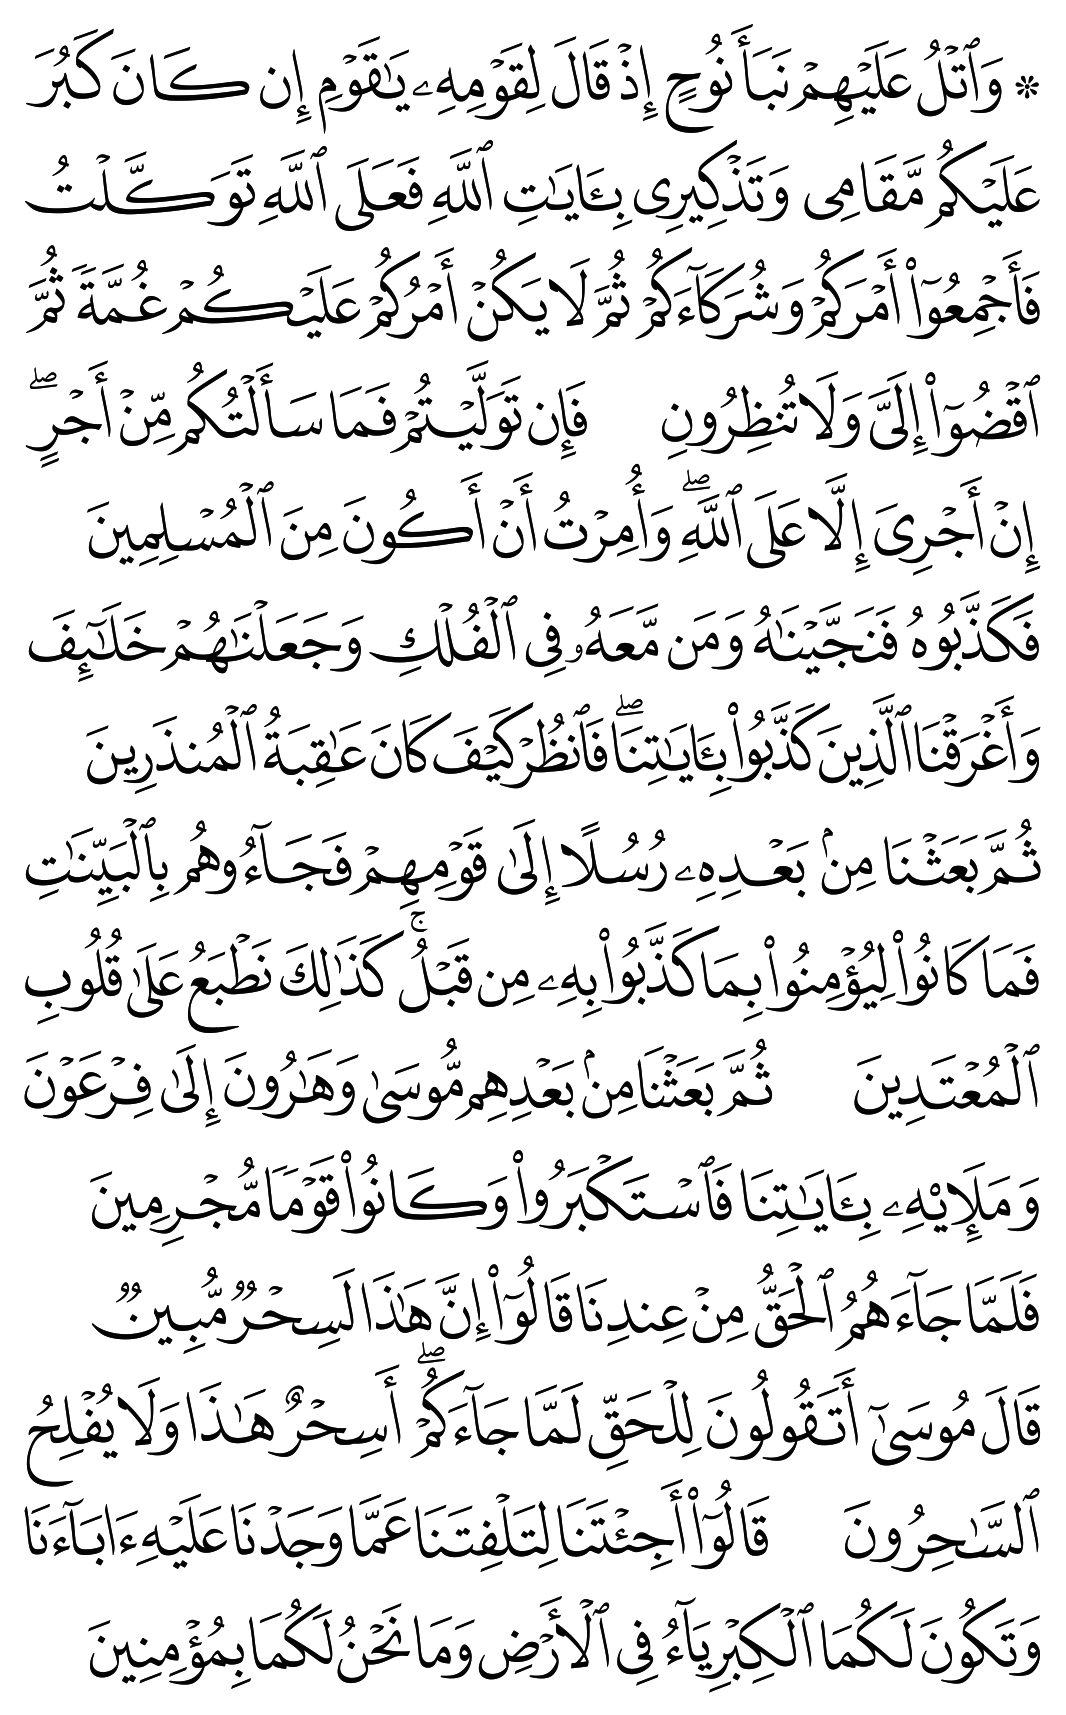 ۞ وَٱتۡلُ عَلَيۡهِمۡ نَبَأَ نُوحٍ إِذۡ قَالَ لِقَوۡمِهِۦ يَٰقَوۡمِ إِن كَانَ كَبُرَ
عَلَيۡكُم مَّقَامِي وَتَذۡكِيرِي بِـَٔايَٰتِ ٱللَّهِ فَعَلَى ٱللَّهِ تَوَكَّلۡتُ
فَأَجۡمِعُوٓاْ أَمۡرَكُمۡ وَشُرَكَآءَكُمۡ ثُمَّ لَا يَكُنۡ أَمۡرُكُمۡ عَلَيۡكُمۡ غُمَّةٗ ثُمَّ
ٱقۡضُوٓاْ إِلَيَّ وَلَا تُنظِرُونِ فَإِن تَوَلَّيۡتُمۡ فَمَا سَأَلۡتُكُم مِّنۡ أَجۡرٍۖ
إِنۡ أَجۡرِيَ إِلَّا عَلَى ٱللَّهِۖ وَأُمِرۡتُ أَنۡ أَكُونَ مِنَ ٱلۡمُسۡلِمِينَ
فَكَذَّبُوهُ فَنَجَّيۡنَٰهُ وَمَن مَّعَهُۥ فِي ٱلۡفُلۡكِ وَجَعَلۡنَٰهُمۡ خَلَٰٓئِفَ
وَأَغۡرَقۡنَا ٱلَّذِينَ كَذَّبُواْ بِـَٔايَٰتِنَاۖ فَٱنظُرۡ كَيۡفَ كَانَ عَٰقِبَةُ ٱلۡمُنذَرِينَ
ثُمَّ بَعَثۡنَا مِنۢ بَعۡدِهِۦ رُسُلًا إِلَىٰ قَوۡمِهِمۡ فَجَآءُوهُم بِٱلۡبَيِّنَٰتِ
فَمَا كَانُواْ لِيُؤۡمِنُواْ بِمَا كَذَّبُواْ بِهِۦ مِن قَبۡلُۚ كَذَٰلِكَ نَطۡبَعُ عَلَىٰ قُلُوبِ
ٱلۡمُعۡتَدِينَ ثُمَّ بَعَثۡنَا مِنۢ بَعۡدِهِم مُّوسَىٰ وَهَٰرُونَ إِلَىٰ فِرۡعَوۡنَ
وَمَلَإِيْهِۦ بِـَٔايَٰتِنَا فَٱسۡتَكۡبَرُواْ وَكَانُواْ قَوۡمٗا مُّجۡرِمِينَ
فَلَمَّا جَآءَهُمُ ٱلۡحَقُّ مِنۡ عِندِنَا قَالُوٓاْ إِنَّ هَٰذَا لَسِحۡرٞ مُّبِينٞ
قَالَ مُوسَىٰٓ أَتَقُولُونَ لِلۡحَقِّ لَمَّا جَآءَكُمۡۖ أَسِحۡرٌ هَٰذَا وَلَا يُفۡلِحُ
ٱلسَّٰحِرُونَ قَالُوٓاْ أَجِئۡتَنَا لِتَلۡفِتَنَا عَمَّا وَجَدۡنَا عَلَيۡهِ ءَابَآءَنَا
وَتَكُونَ لَكُمَا ٱلۡكِبۡرِيَآءُ فِي ٱلۡأَرۡضِ وَمَا نَحۡنُ لَكُمَا بِمُؤۡمِنِينَ